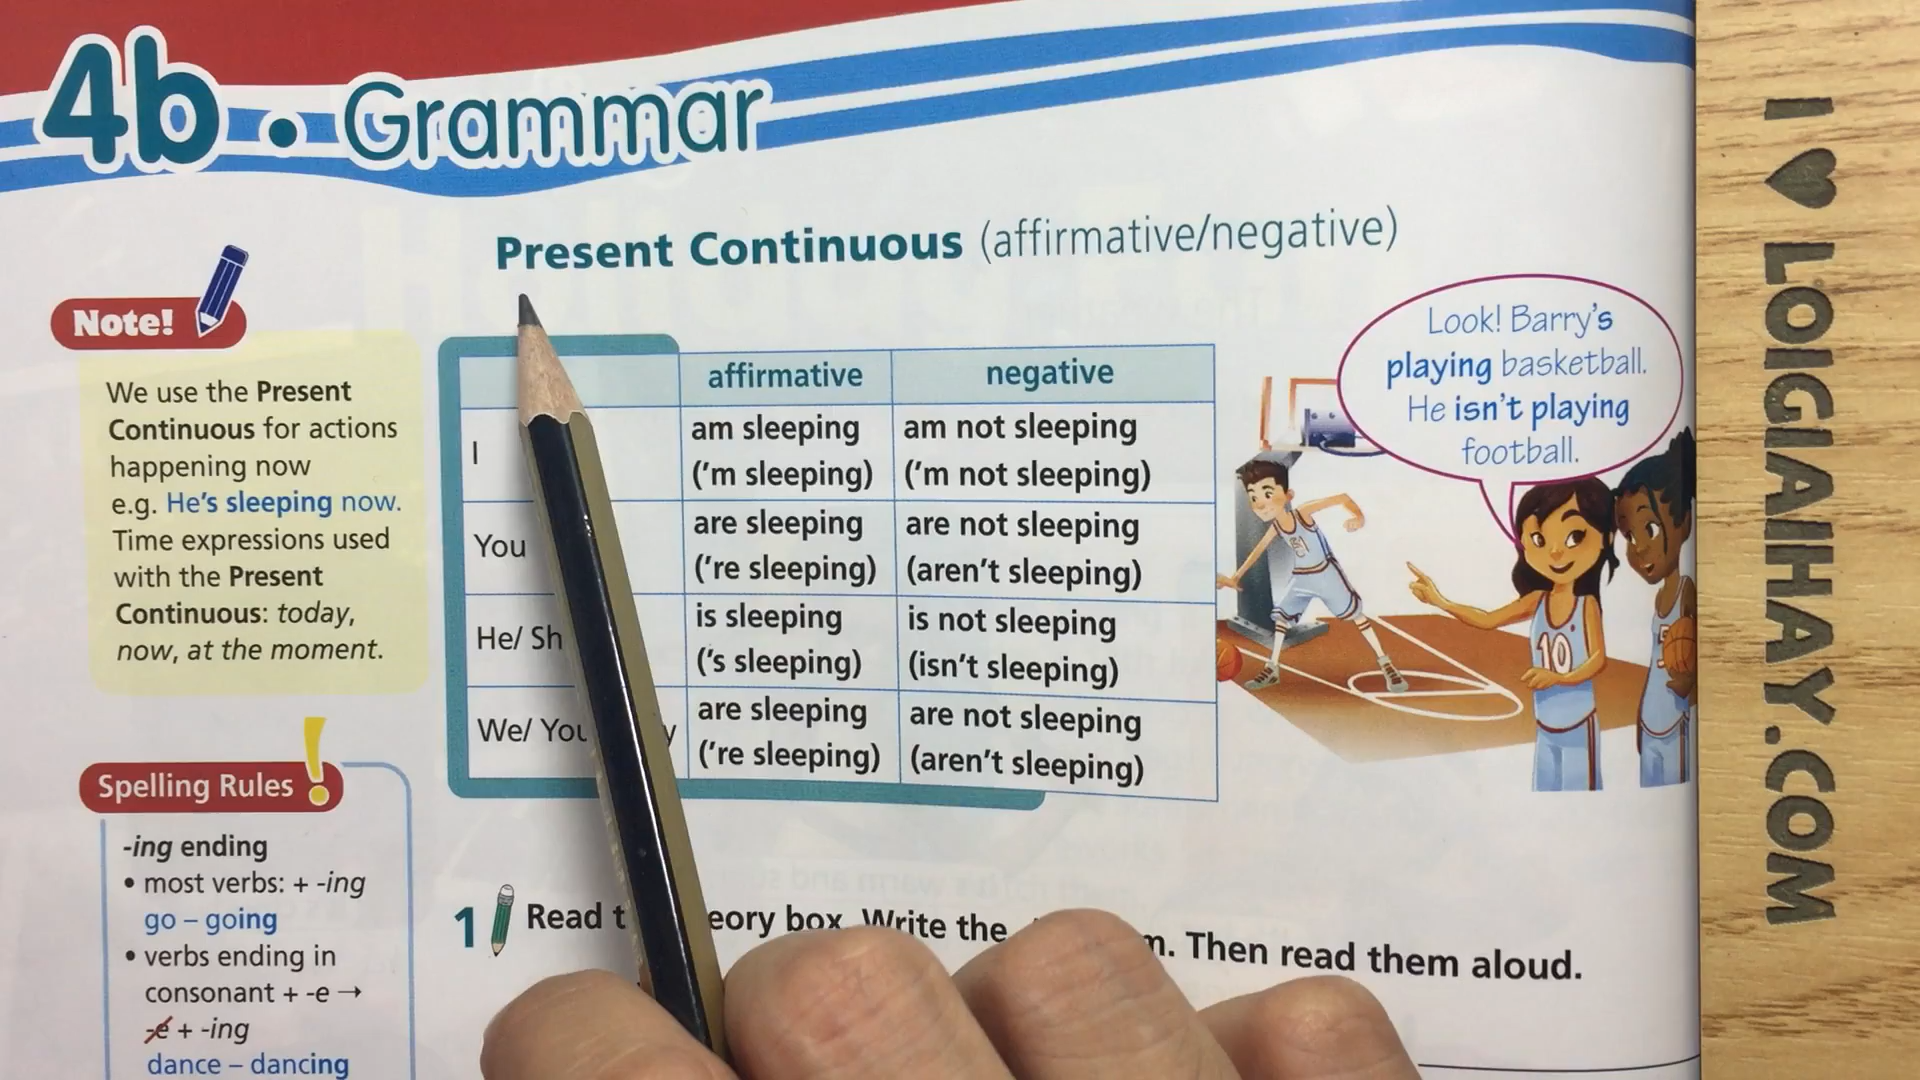 4b • Grammar
Present Continuous (affirmative/negative)
Note!
We use the Present
Continuous for actions
happening now
e.g. He's sleeping now.
Time expressions used
with the Present
Continuous: today,
now, at the moment.
Spelling Rules !
-ing ending
• most verbs: + -ing
go – going
• verbs ending in
consonant + -e →
-e + -ing
dance – dancing
affirmative negative
I am sleeping am not sleeping
('m sleeping) ('m not sleeping)
You are sleeping are not sleeping
('re sleeping) (aren't sleeping)
He/ is sleeping is not sleeping
('s sleeping) (isn't sleeping)
We/ are sleeping are not sleeping
('re sleeping) (aren't sleeping)
Look! Barry's
playing basketball.
He isn't playing
football.
10
1 Read box. Write the Then read them aloud.
I ♥ LOIGIAIHAY.COM